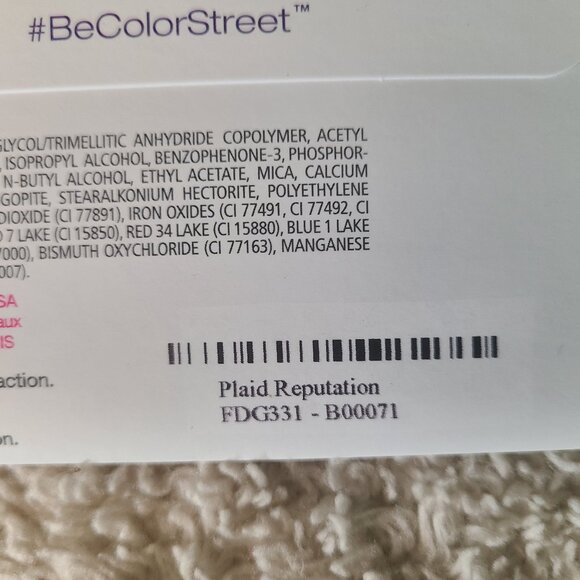 #BeColorStreet™
GLYCOL/TRIMELLITIC ANHYDRIDE COPOLYMER, ACETYL
, ISOPROPYL ALCOHOL, BENZOPHENONE-3, PHOSPHOR-
N-BUTYL ALCOHOL, ETHYL ACETATE, MICA, CALCIUM
GOPITE, STEARALKONIUM HECTORITE, POLYETHYLENE
DIOXIDE (CI 77891), IRON OXIDES (CI 77491, CI 77492, CI
D 7 LAKE (CI 15850), RED 34 LAKE (CI 15880), BLUE 1 LAKE
7000), BISMUTH OXYCHLORIDE (CI 77163), MANGANESE
007).
SA
aux
IS
action.
on.
Plaid Reputation
FDG331 - B00071